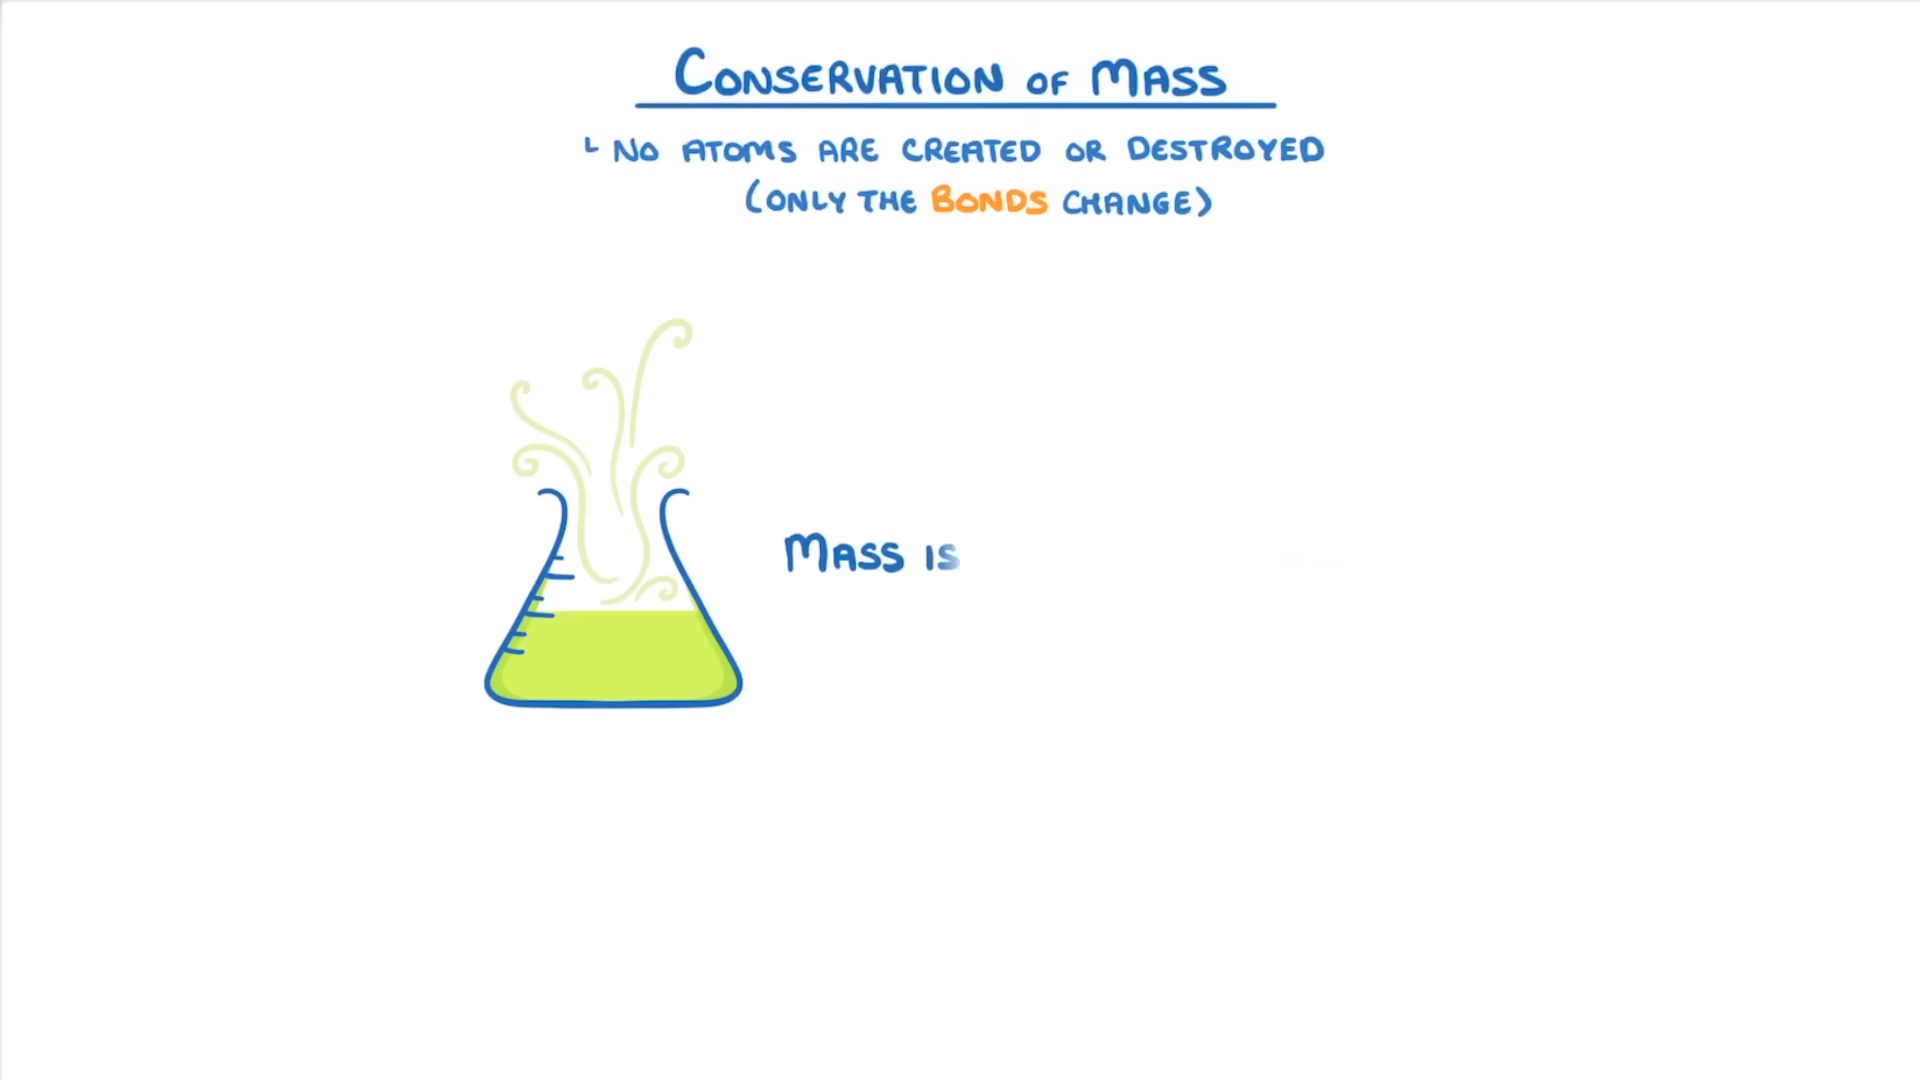 CONSERVATION OF MASS
└ NO ATOMS ARE CREATED OR DESTROYED
(ONLY THE BONDS CHANGE)
MASS IS